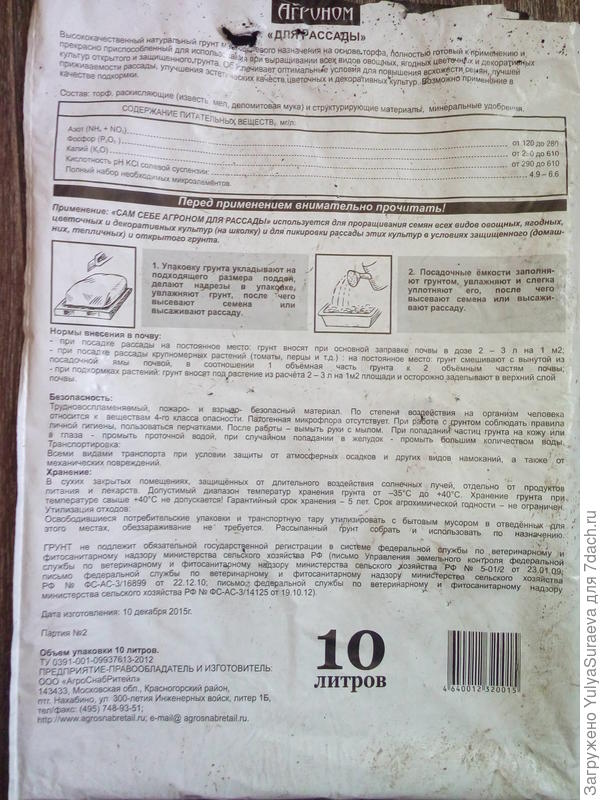 АГРИНОМ
«ДЛЯ РАССАДЫ»
Высококачественный натуральный грунт назначения на основе торфа, полностью готовый к применению и
прекрасно приспособленный для при выращивании всех видов овощных, ягодных цветочных и декоративных
культур открытого и защищенного грунта. оптимальные условия для повышения всхожести семян, лучшей
приживаемости рассады, улучшения эстетических качеств цветочных и декоративных культур. Возможно применение в
качестве подкормки.
Состав: торф, раскисляющие (известь, мел, доломитовая мука) и структурирующие материалы, минеральные удобрения.
СОДЕРЖАНИЕ ПИТАТЕЛЬНЫХ ВЕЩЕСТВ, мг/л:
Азот (NH₄ + NO₃) от 120 до 280
Фосфор (P₂O₅) до 610
Калий (K₂O) от 290 до 610
Кислотность pH KCl солевой суспензии: 4.9 – 6.6
Полный набор необходимых микроэлементов.
Перед применением внимательно прочитать!
Применение: «САМ СЕБЕ АГРОНОМ ДЛЯ РАССАДЫ» используется для проращивания семян всех видов овощных, ягодных,
цветочных и декоративных культур (на школку) и для пикировки рассады этих культур в условиях защищенного (домаш-
них, тепличных) и открытого грунта.
1. Упаковку грунта укладывают на
подходящего размера поддон,
делают надрезы в упаковке,
увлажняют грунт, после чего
высевают семена или
высаживают рассаду.
2. Посадочные ёмкости заполня-
ют грунтом, увлажняют и слегка
уплотняют его, после чего
высевают семена или высажи-
вают рассаду.
Нормы внесения в почву:
- при посадке рассады на постоянное место: грунт вносят при основной заправке почвы в дозе 2 – 3 л на 1 м2;
- при посадке рассады крупномерных растений (томаты, перцы и т.д.) : на постоянное место: грунт смешивают с вынутой из
посадочной ямы почвой, в соотношении 1 объёмная часть грунта к 2 объёмным частям почвы;
- при подкормках растений: грунт вносят под растение из расчёта 2 – 3 л на 1м2 площади и осторожно заделывают в верхний слой
почвы.
Безопасность:
Трудновоспламеняемый, пожаро- и взрыво- безопасный материал. По степени воздействия на организм человека
относится к веществам 4-го класса опасности. Патогенная микрофлора отсутствует. При работе с грунтом соблюдать правила
личной гигиены, пользоваться перчатками. После работы – вымыть руки с мылом. При попадании частиц грунта на кожу или
в глаза - промыть проточной водой, при случайном попадании в желудок - промыть большим количеством воды.
Транспортировка:
Всеми видами транспорта при условии защиты от атмосферных осадков и других видов намоканий, а также от
механических повреждений.
Хранение:
В сухих закрытых помещениях, защищённых от длительного воздействия солнечных лучей, отдельно от продуктов
питания и лекарств. Допустимый диапазон температур хранения грунта от –35°С до +40°С. Хранение грунта при
температуре свыше +40°С не допускается! Гарантийный срок хранения – 5 лет. Срок агрохимической годности – не ограничен.
Утилизация отходов:
Освободившиеся потребительские упаковки и транспортную тару утилизировать с бытовым мусором в отведённых для
этого местах, обеззараживание не требуется. Рассыпанный грунт собрать и использовать по назначению.
ГРУНТ не подлежит обязательной государственной регистрации в системе федеральной службы по ветеринарному и
фитосанитарному надзору министерства сельского хозяйства РФ (письмо Управления земельного контроля федеральной
службы по ветеринарному и фитосанитарному надзору министерства сельского хозяйства РФ № 5-01/2 от 23.01.09;
письмо федеральной службы по ветеринарному и фитосанитарному надзору министерства сельского хозяйства
РФ № ФС-АС-3/16899 от 22.12.10; письмо федеральной службы по ветеринарному и фитосанитарному надзору
министерства сельского хозяйства РФ № ФС-АС-3/14125 от 19.10.12).
Дата изготовления: 10 декабря 2015г.
Партия №2
Объем упаковки 10 литров.
ТУ 0391-001-09937613-2012
ПРЕДПРИЯТИЕ-ПРАВООБЛАДАТЕЛЬ И ИЗГОТОВИТЕЛЬ:
ООО «АгроСнабРитейл»
143433, Московская обл., Красногорский район,
пгт. Нахабино, ул. 300-летия Инженерных войск, литер 1Б,
тел/факс: (495) 748-93-51;
http://www.agrosnabretail.ru; e-mail@ agrosnabretail.ru.
10
литров
4640012320015
Загружено YulyaSuraeva для 7dach.ru